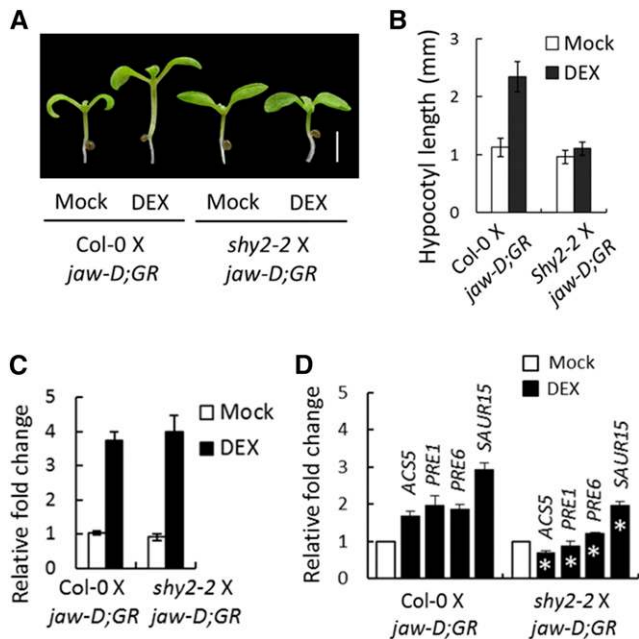 A
Mock DEX Mock DEX
Col-0 X
jaw-D;GR
shy2-2 X
jaw-D;GR
B
Hypocotyl length (mm)
3
2
1
0
Mock
DEX
Col-0 X
jaw-D;GR
Shy2-2 X
jaw-D;GR
C
Relative fold change
5
4
3
2
1
0
Mock
DEX
Col-0 X
jaw-D;GR
shy2-2 X
jaw-D;GR
D
Relative fold change
5
4
3
2
1
0
Mock
DEX
ACS5
PRE1
PRE6
SAUR15
ACS5
PRE1
PRE6
SAUR15
* * * *
Col-0 X
jaw-D;GR
shy2-2 X
jaw-D;GR